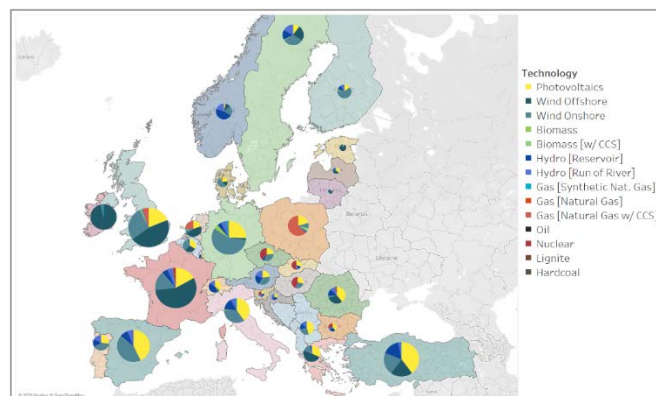 Technology
Photovoltaics
Wind Offshore
Wind Onshore
Biomass
Biomass [w/ CCS]
Hydro [Reservoir]
Hydro [Run of River]
Gas [Synthetic Nat. Gas]
Gas [Natural Gas]
Gas [Natural Gas w/ CCS]
Oil
Nuclear
Lignite
Hardcoal
Belarus
Ukraine